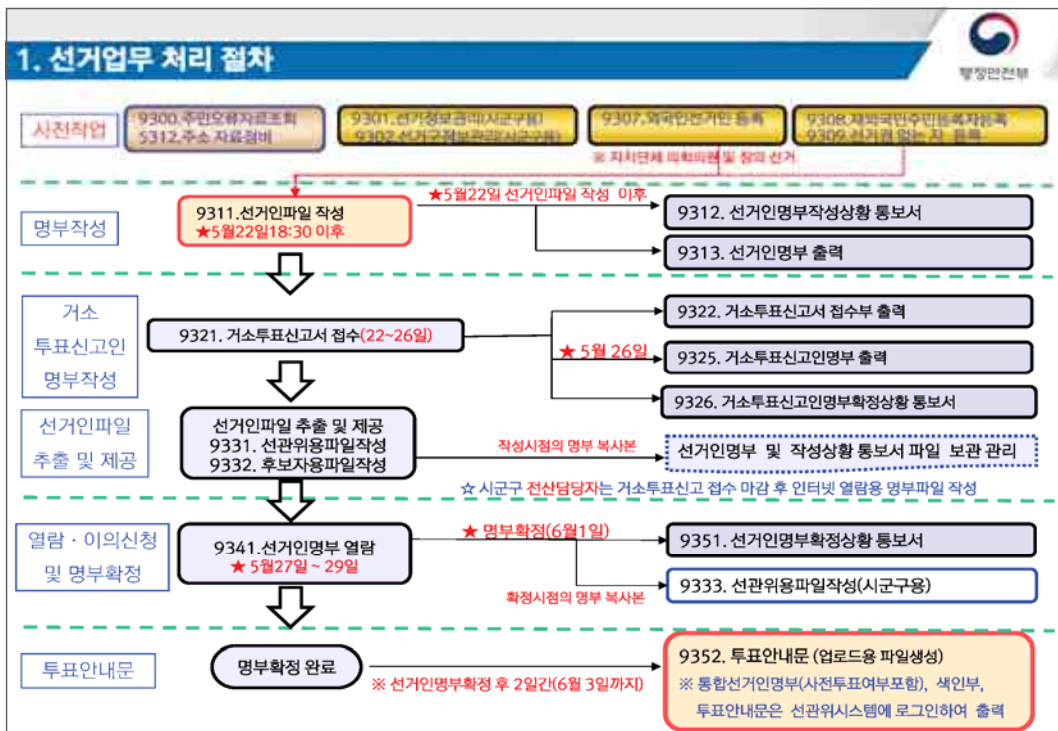 1. 선거업무 처리 절차
행정안전부
사전작업
9300.주민오류자료조회
5312.주소 자료정비
9301.선거정보관리(시군구용)
9302.선거구정보관리(시군구용)
9307.외국인선거인 등록
9308.재외국민주민등록자등록
9309.선거권 없는 자 등록
※ 자치단체 의회의원 및 장의 선거
명부작성
9311.선거인파일 작성
★5월22일18:30 이후
★5월22일 선거인파일 작성 이후
9312. 선거인명부작성상황 통보서
9313. 선거인명부 출력
거소
투표신고인
명부작성
9321. 거소투표신고서 접수(22~26일)
★ 5월 26일
9322. 거소투표신고서 접수부 출력
9325. 거소투표신고인명부 출력
9326. 거소투표신고인명부확정상황 통보서
선거인파일
추출 및 제공
선거인파일 추출 및 제공
9331. 선관위용파일작성
9332. 후보자용파일작성
작성시점의 명부 복사본
선거인명부 및 작성상황 통보서 파일 보관 관리
☆ 시군구 전산담당자는 거소투표신고 접수 마감 후 인터넷 열람용 명부파일 작성
열람 · 이의신청
및 명부확정
9341.선거인명부 열람
★ 5월27일 ~ 29일
★ 명부확정(6월1일)
확정시점의 명부 복사본
9351. 선거인명부확정상황 통보서
9333. 선관위용파일작성(시군구용)
투표안내문
명부확정 완료
※ 선거인명부확정 후 2일간(6월 3일까지)
9352. 투표안내문 (업로드용 파일생성)
※ 통합선거인명부(사전투표여부포함), 색인부,
투표안내문은 선관위시스템에 로그인하여 출력